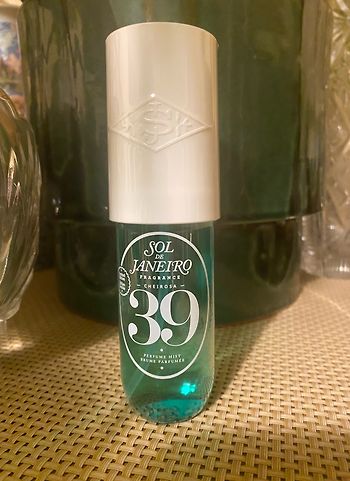 SOL
DE
JANEIRO
FRAGRANCE
– CHEIROSA –
39
PERFUME MIST
BRUME PARFUMÉE